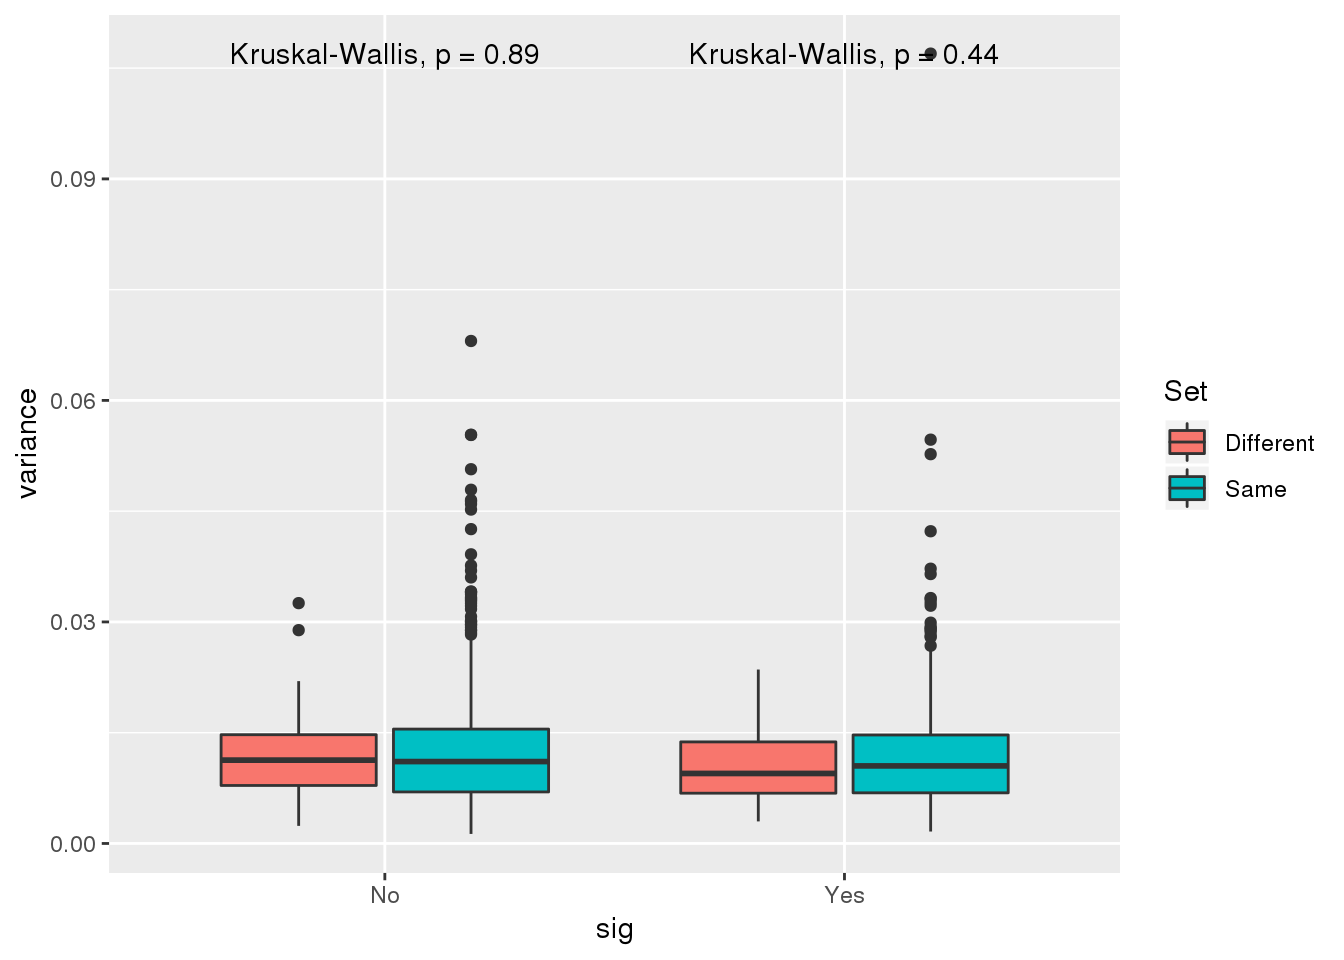 Kruskal-Wallis, p = 0.89
Kruskal-Wallis, p = 0.44
0.09
0.06
0.03
0.00
variance
No
Yes
sig
Set
Different
Same